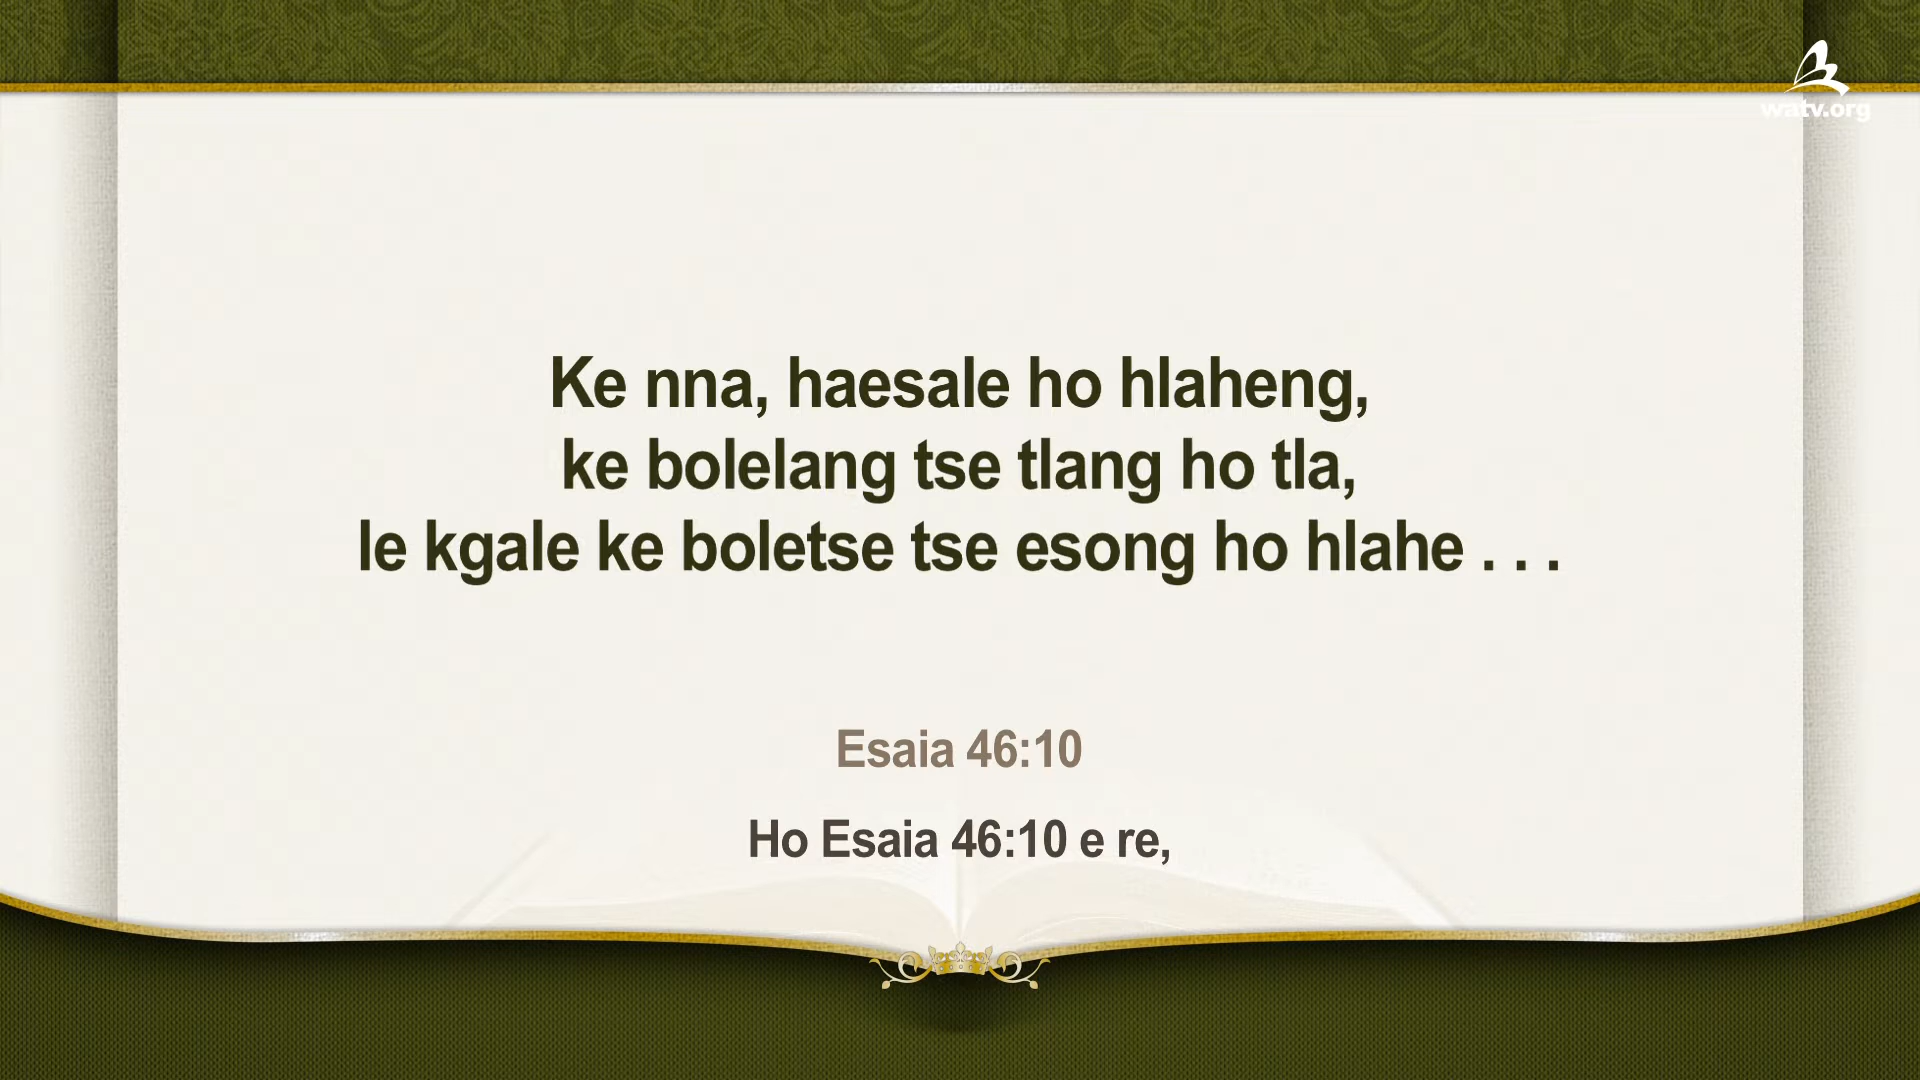 watv.org
Ke nna, haesale ho hlaheng,
ke bolelang tse tlang ho tla,
le kgale ke boletse tse esong ho hlahe . . .
Esaia 46:10
Ho Esaia 46:10 e re,